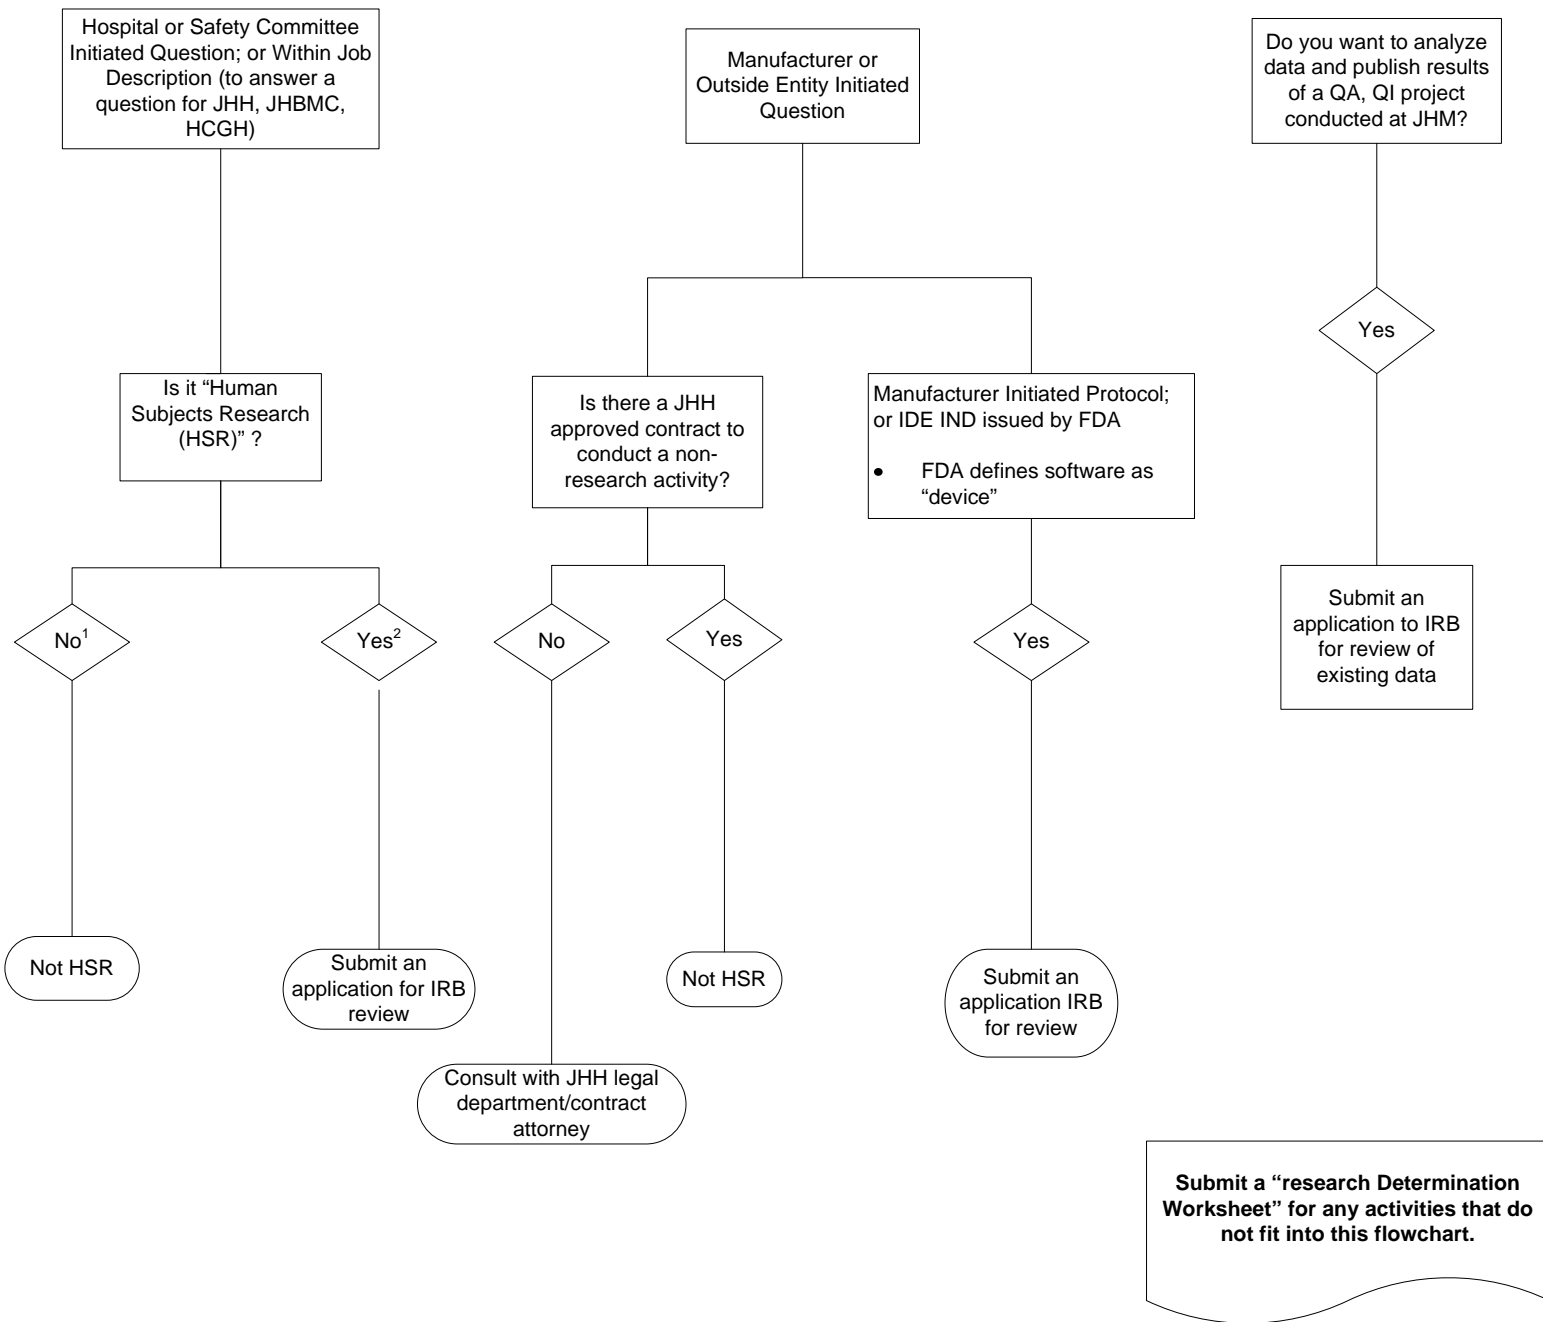 Hospital or Safety Committee
Initiated Question; or Within Job
Description (to answer a
question for JHH, JHBMC,
HCGH)
Manufacturer or
Outside Entity Initiated
Question
Do you want to analyze
data and publish results
of a QA, QI project
conducted at JHM?
Yes
Is it “Human
Subjects Research
(HSR)” ?
Is there a JHH
approved contract to
conduct a non-
research activity?
Manufacturer Initiated Protocol;
or IDE IND issued by FDA
• FDA defines software as
“device”
Submit an
application to IRB
for review of
existing data
No¹
Yes²
No
Yes
Yes
Not HSR
Submit an
application for IRB
review
Not HSR
Submit an
application IRB
for review
Consult with JHH legal
department/contract
attorney
Submit a “research Determination
Worksheet” for any activities that do
not fit into this flowchart.